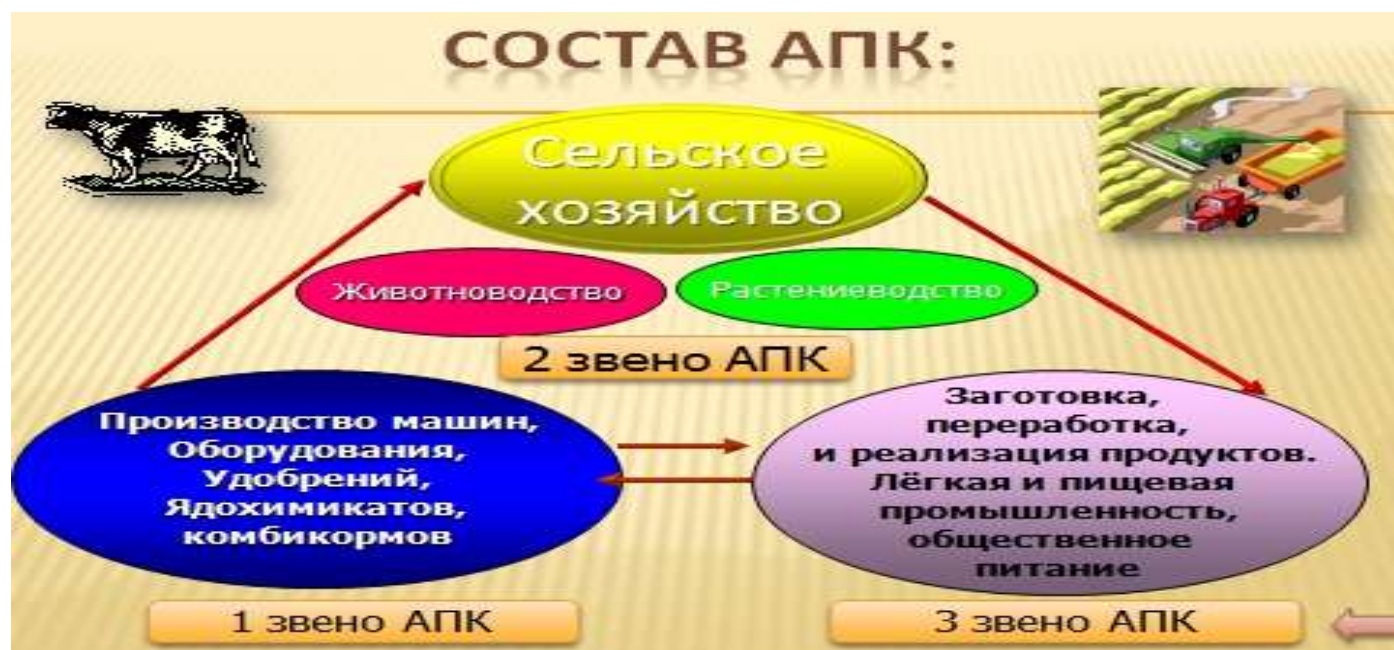 СОСТАВ АПК:
Сельское
хозяйство
Животноводство
Растениеводство
2 звено АПК
Производство машин,
Оборудования,
Удобрений,
Ядохимикатов,
комбикормов
Заготовка,
переработка,
и реализация продуктов.
Лёгкая и пищевая
промышленность,
общественное
питание
1 звено АПК
3 звено АПК